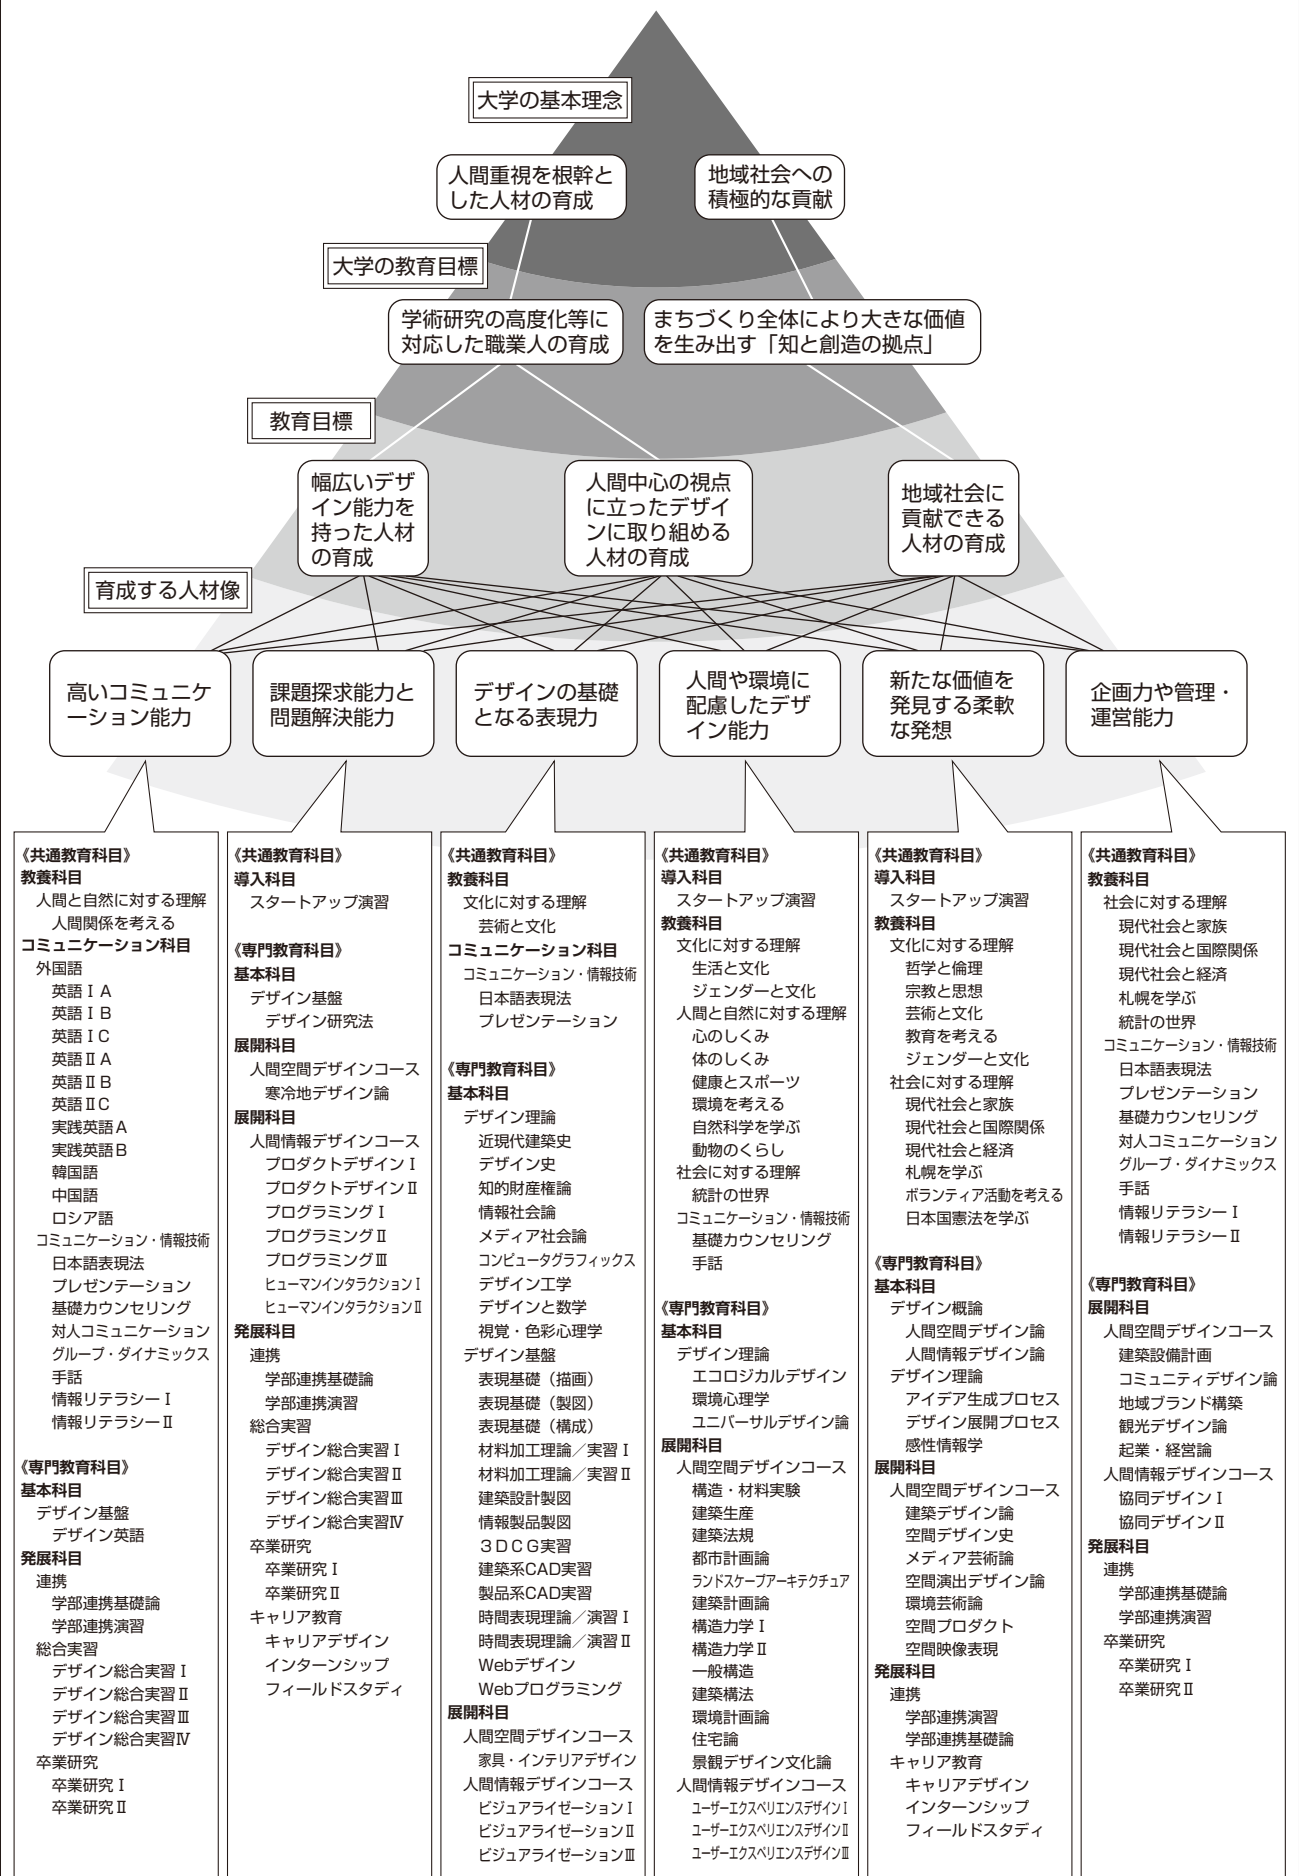 大学の基本理念
人間重視を根幹と
した人材の育成
地域社会への
積極的な貢献
大学の教育目標
学術研究の高度化等に
対応した職業人の育成
まちづくり全体により大きな価値
を生み出す「知と創造の拠点」
教育目標
幅広いデザ
イン能力を
持った人材
の育成
人間中心の視点
に立ったデザイ
ンに取り組める
人材の育成
地域社会に
貢献できる
人材の育成
育成する人材像
高いコミュニケ
ーション能力
課題探求能力と
問題解決能力
デザインの基礎
となる表現力
人間や環境に
配慮したデザ
イン能力
新たな価値を
発見する柔軟
な発想
企画力や管理・
運営能力
《共通教育科目》
教養科目
人間と自然に対する理解
人間関係を考える
コミュニケーション科目
外国語
英語ⅠA
英語ⅠB
英語ⅠC
英語ⅡA
英語ⅡB
英語ⅡC
実践英語A
実践英語B
韓国語
中国語
ロシア語
コミュニケーション・情報技術
日本語表現法
プレゼンテーション
基礎カウンセリング
対人コミュニケーション
グループ・ダイナミックス
手話
情報リテラシーⅠ
情報リテラシーⅡ
《専門教育科目》
基本科目
デザイン基盤
デザイン英語
発展科目
連携
学部連携基礎論
学部連携演習
総合実習
デザイン総合実習Ⅰ
デザイン総合実習Ⅱ
デザイン総合実習Ⅲ
デザイン総合実習Ⅳ
卒業研究
卒業研究Ⅰ
卒業研究Ⅱ
《共通教育科目》
導入科目
スタートアップ演習
《専門教育科目》
基本科目
デザイン基盤
デザイン研究法
展開科目
人間空間デザインコース
寒冷地デザイン論
展開科目
人間情報デザインコース
プロダクトデザインⅠ
プロダクトデザインⅡ
プログラミングⅠ
プログラミングⅡ
プログラミングⅢ
ヒューマンインタラクションⅠ
ヒューマンインタラクションⅡ
発展科目
連携
学部連携基礎論
学部連携演習
総合実習
デザイン総合実習Ⅰ
デザイン総合実習Ⅱ
デザイン総合実習Ⅲ
デザイン総合実習Ⅳ
卒業研究
卒業研究Ⅰ
卒業研究Ⅱ
キャリア教育
キャリアデザイン
インターンシップ
フィールドスタディ
《共通教育科目》
教養科目
文化に対する理解
芸術と文化
コミュニケーション科目
コミュニケーション・情報技術
日本語表現法
プレゼンテーション
《専門教育科目》
基本科目
デザイン理論
近現代建築史
デザイン史
知的財産権論
情報社会論
メディア社会論
コンピュータグラフィックス
デザイン工学
デザインと数学
視覚・色彩心理学
デザイン基盤
表現基礎（描画）
表現基礎（製図）
表現基礎（構成）
材料加工理論／実習Ⅰ
材料加工理論／実習Ⅱ
建築設計製図
情報製品製図
３ＤＣＧ実習
建築系CAD実習
製品系CAD実習
時間表現理論／演習Ⅰ
時間表現理論／演習Ⅱ
Webデザイン
Webプログラミング
展開科目
人間空間デザインコース
家具・インテリアデザイン
人間情報デザインコース
ビジュアライゼーションⅠ
ビジュアライゼーションⅡ
ビジュアライゼーションⅢ
《共通教育科目》
導入科目
スタートアップ演習
教養科目
文化に対する理解
生活と文化
ジェンダーと文化
人間と自然に対する理解
心のしくみ
体のしくみ
健康とスポーツ
環境を考える
自然科学を学ぶ
動物のくらし
社会に対する理解
統計の世界
コミュニケーション・情報技術
基礎カウンセリング
手話
《専門教育科目》
基本科目
デザイン理論
エコロジカルデザイン
環境心理学
ユニバーサルデザイン論
展開科目
人間空間デザインコース
構造・材料実験
建築生産
建築法規
都市計画論
ランドスケープアーキテクチュア
建築計画論
構造力学Ⅰ
構造力学Ⅱ
一般構造
建築構法
環境計画論
住宅論
景観デザイン文化論
人間情報デザインコース
ユーザーエクスペリエンスデザインⅠ
ユーザーエクスペリエンスデザインⅡ
ユーザーエクスペリエンスデザインⅢ
《共通教育科目》
導入科目
スタートアップ演習
教養科目
文化に対する理解
哲学と倫理
宗教と思想
芸術と文化
教育を考える
ジェンダーと文化
社会に対する理解
現代社会と家族
現代社会と国際関係
現代社会と経済
札幌を学ぶ
ボランティア活動を考える
日本国憲法を学ぶ
《専門教育科目》
基本科目
デザイン概論
人間空間デザイン論
人間情報デザイン論
デザイン理論
アイデア生成プロセス
デザイン展開プロセス
感性情報学
展開科目
人間空間デザインコース
建築デザイン論
空間デザイン史
メディア芸術論
空間演出デザイン論
環境芸術論
空間プロダクト
空間映像表現
発展科目
連携
学部連携演習
学部連携基礎論
キャリア教育
キャリアデザイン
インターンシップ
フィールドスタディ
《共通教育科目》
教養科目
社会に対する理解
現代社会と家族
現代社会と国際関係
現代社会と経済
札幌を学ぶ
統計の世界
コミュニケーション・情報技術
日本語表現法
プレゼンテーション
基礎カウンセリング
対人コミュニケーション
グループ・ダイナミックス
手話
情報リテラシーⅠ
情報リテラシーⅡ
《専門教育科目》
展開科目
人間空間デザインコース
建築設備計画
コミュニティデザイン論
地域ブランド構築
観光デザイン論
起業・経営論
人間情報デザインコース
協同デザインⅠ
協同デザインⅡ
発展科目
連携
学部連携基礎論
学部連携演習
卒業研究
卒業研究Ⅰ
卒業研究Ⅱ